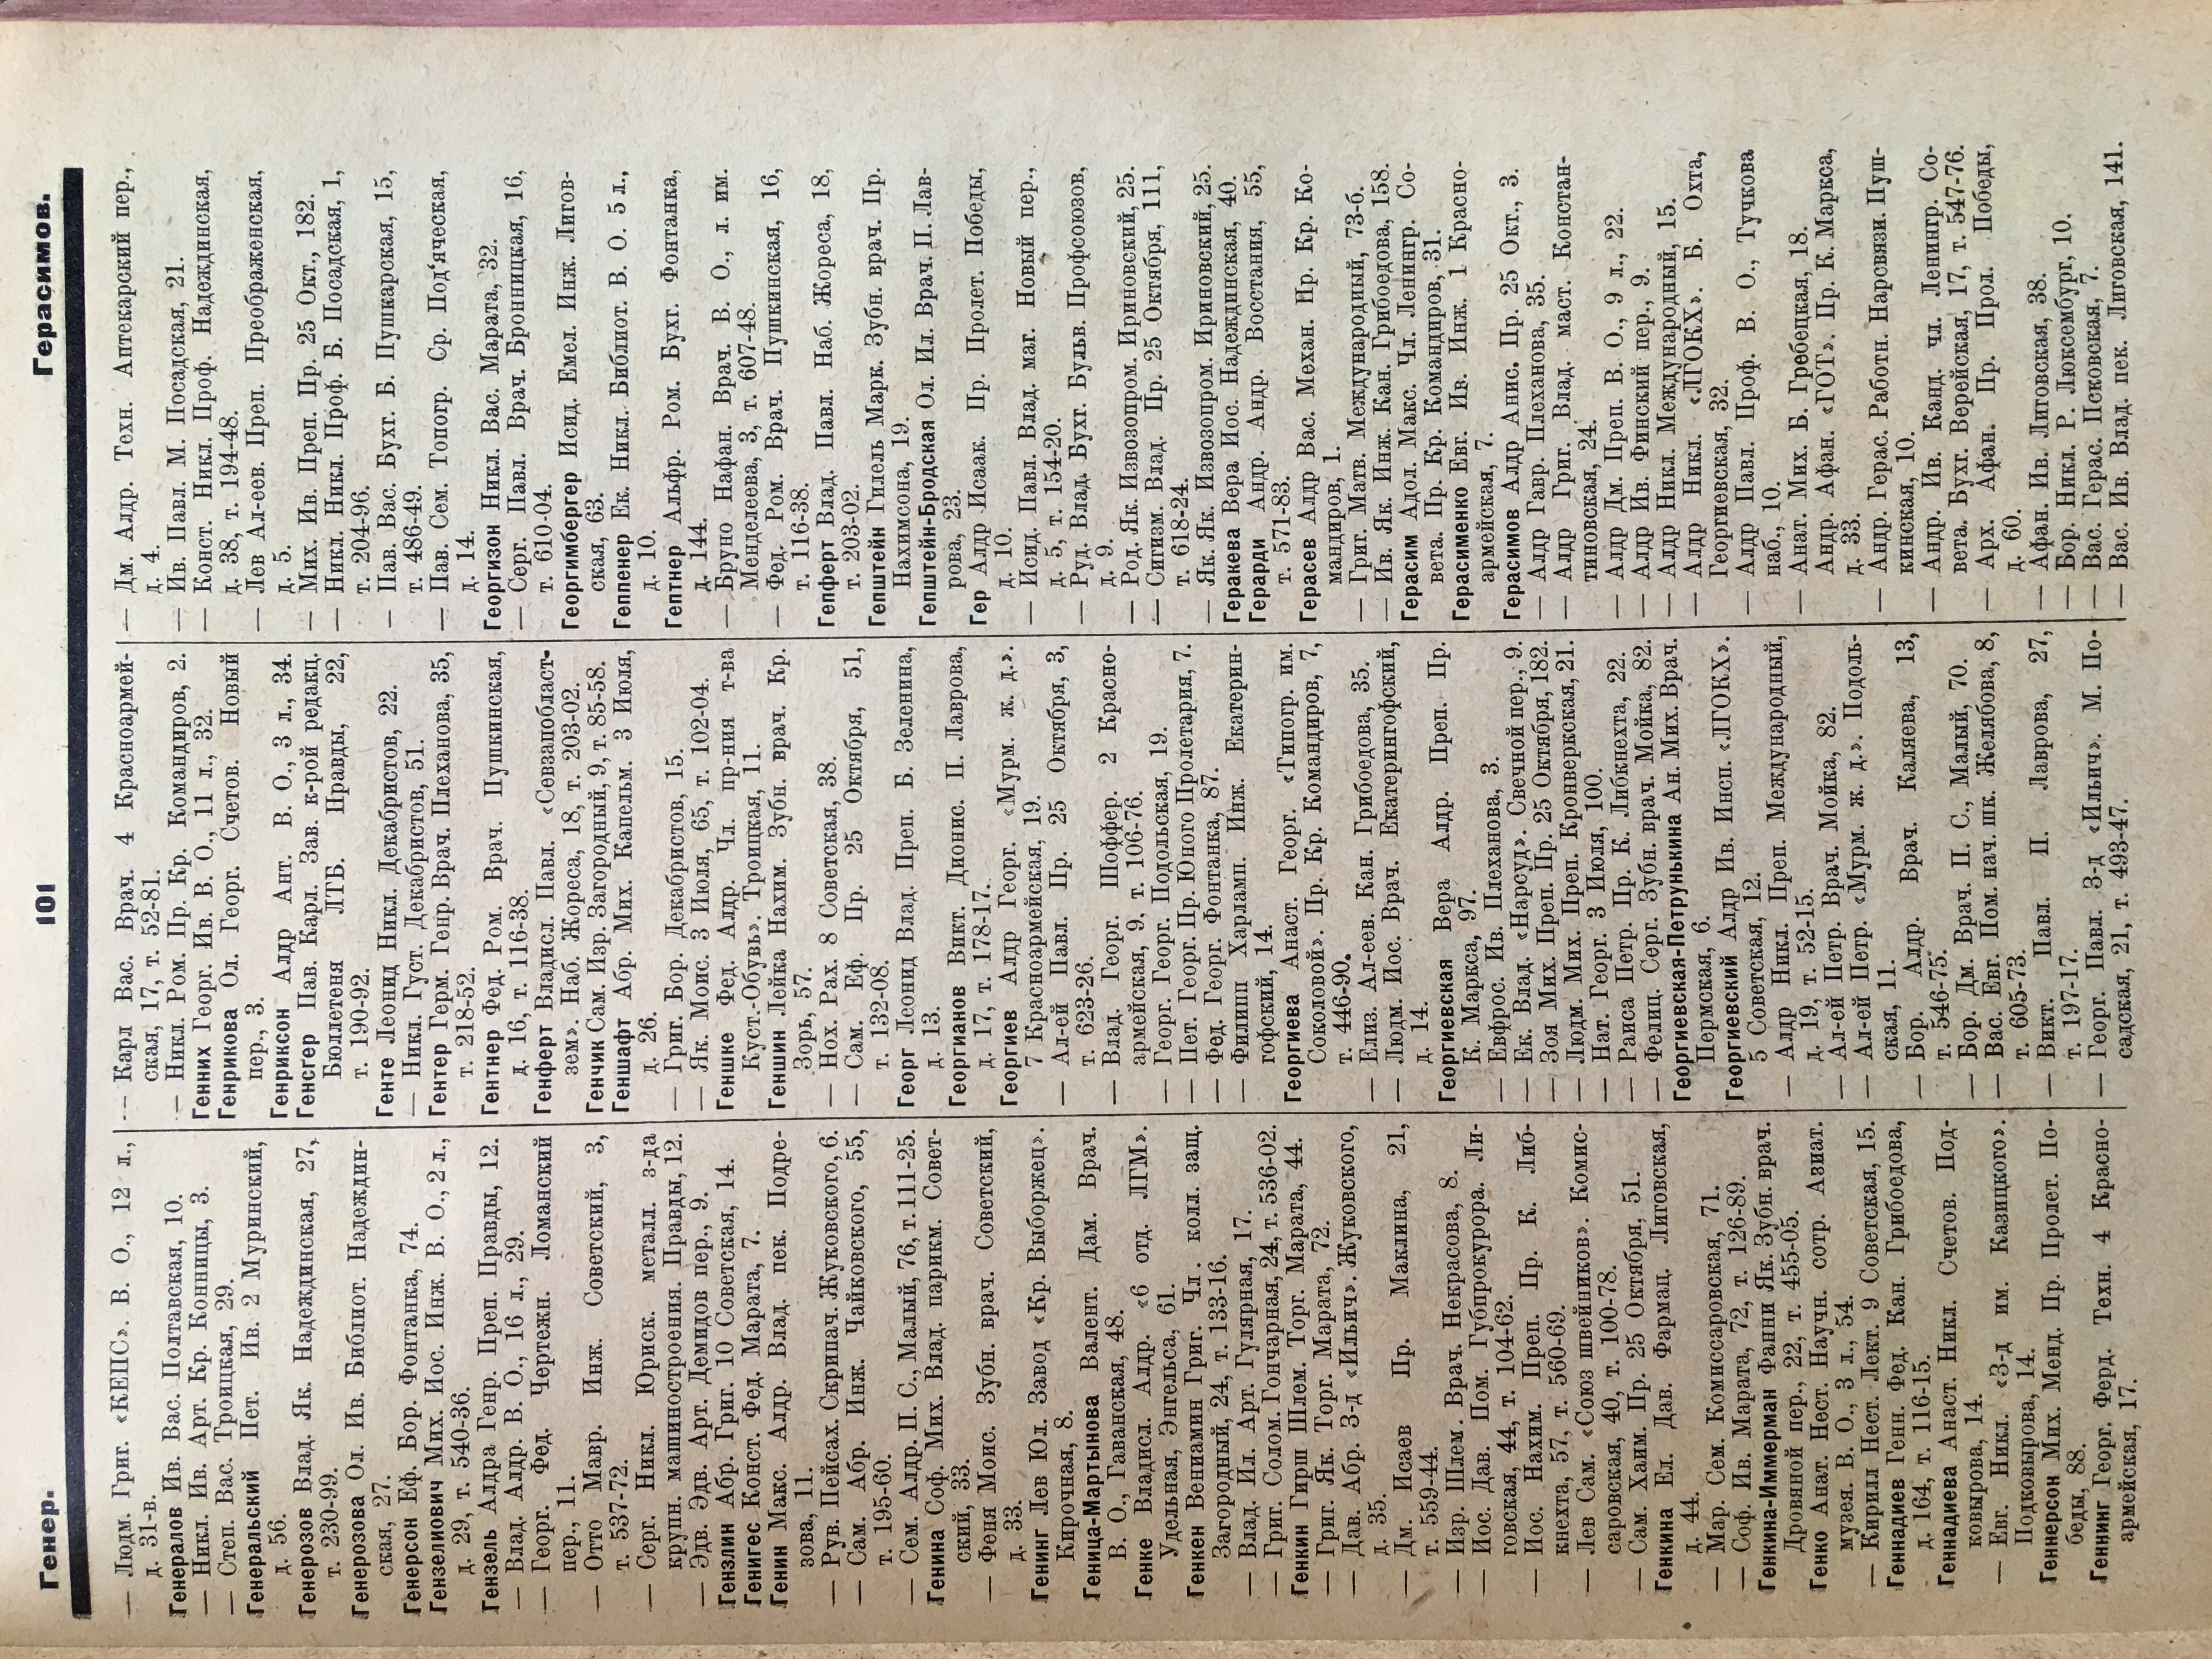 Генер.
101
Герасимов.
— Людм. Григ. «КЕПС». В. О., 12 л.,
д. 31-в.
Генералов Ив. Вас. Полтавская, 10.
— Никл. Ив. Арт. Кр. Конницы, 3.
— Степ. Вас. Троицкая, 29.
Генеральский Пет. Ив. 2 Муринский,
д. 56.
Генерозов Влад. Як. Надеждинская, 27,
т. 230-99.
Генерозова Ол. Ив. Библиот. Надеждин-
ская, 27.
Генерсон Еф. Бор. Фонтанка, 74.
Гензелиович Мих. Иос. Инж. В. О., 2 л.,
д. 29, т. 540-36.
Гензель Алдра Генр. Преп. Правды, 12.
— Влад. Алдр. В. О., 16 л., 29.
— Георг. Фед. Чертежн. Ломанский
пер., 11.
— Отто Мавр. Инж. Советский, 3,
т. 537-72.
— Серг. Никл. Юриск. металл. з-да
крупн. машиностроения. Правды, 12.
— Эдв. Эдв. Арт. Демидов пер., 9.
Гензлин Абр. Григ. 10 Советская, 14.
Генигес Конст. Фед. Марата, 7.
Генин Макс. Алдр. Влад. пек. Подре-
зова, 11.
— Рув. Пейсах. Скрипач. Жуковского, 6.
— Сам. Абр. Инж. Чайковского, 55,
т. 195-60.
— Сем. Алдр. П. С., Малый, 76, т. 111-25.
Генина Соф. Мих. Влад. парикм. Совет-
ский, 33.
— Феня Моис. Зубн. врач. Советский,
д. 33.
Генинг Лев Юл. Завод «Кр. Выборжец».
Кирочная, 8.
Геница-Мартынова Валент. Дам. Врач.
В. О., Гаванская, 48.
Генке Владисл. Алдр. «6 отд. ЛГМ».
Удельная, Энгельса, 61.
Генкен Вениамин Григ. Чл. колл. защ.
Загородный, 24, т. 133-16.
— Влад. Ил. Арт. Гулярная, 17.
— Григ. Солом. Гончарная, 24, т. 536-02.
Генкин Гирш Шлем. Торг. Марата, 44.
— Григ. Як. Торг. Марата, 72.
— Дав. Абр. З-д «Ильич». Жуковского,
д. 35.
— Дм. Исаев Пр. Маклина, 21,
т. 559-44.
— Изр. Шлем. Врач. Некрасова, 8.
— Иос. Дав. Пом. Губпрокурора. Ли-
говская, 44, т. 104-62.
— Иос. Нахим. Преп. Пр. К. Либ-
кнехта, 57, т. 560-69.
— Лев Сам. «Союз швейников». Комис-
саровская, 40, т. 100-78.
— Сам. Хаим. Пр. 25 Октября, 51.
Генкина Ел. Дав. Фармац. Лиговская,
д. 44.
— Мар. Сем. Комиссаровская, 71.
— Соф. Ив. Марата, 72, т. 126-89.
Генкина-Иммерман Фанни Як. Зубн. врач.
Дровяной пер., 22, т. 455-05.
Генко Анат. Нест. Научн. сотр. Азиат.
музея. В. О., 3 л., 54.
— Кирилл Нест. Лект. 9 Советская, 15.
Геннадиев Генн. Фед. Кан. Грибоедова,
д. 164, т. 116-15.
Геннадиева Анаст. Никл. Счетов. Под-
ковырова, 14.
— Евг. Никл. «З-д им. Казицкого».
Подковырова, 14.
Геннерсон Мих. Менд. Пр. Пролет. По-
беды, 88.
Геннинг Георг. Ферд. Техн. 4 Красно-
армейская, 17.
— Карл Вас. Врач. 4 Красноармей-
ская, 17, т. 52-81.
— Никл. Ром. Пр. Кр. Командиров, 2.
Генних Георг. Ив. В. О., 11 л., 32.
Генрикова Ол. Георг. Счетов. Новый
пер., 3.
Генриксон Алдр Ант. В. О., 3 л., 34.
Генсгер Пав. Карл. Зав. к-рой редакц.
Бюллетеня ЛТБ. Правды, 22,
т. 190-92.
Генте Леонид Никл. Декабристов, 22.
— Никл. Густ. Декабристов, 51.
Гентер Герм. Генр. Врач. Плеханова, 35,
т. 218-52.
Гентнер Фед. Ром. Врач. Пушкинская,
д. 16, т. 116-38.
Генферт Владисл. Павл. «Севзапобласт-
зем». Наб. Жореса, 18, т. 203-02.
Генчик Сам. Изр. Загородный, 9, т. 85-58.
Геншафт Абр. Мих. Капельм. 3 Июля,
д. 26.
— Григ. Бор. Декабристов, 15.
— Як. Моис. 3 Июля, 65, т. 102-04.
Геншке Фед. Алдр. Чл. пр-ния т-ва
Куст.-Обувь». Троицкая, 11.
Геншин Лейка Нахим. Зубн. врач. Кр.
Зорь, 57.
— Нох. Рах. 8 Советская, 38.
— Сам. Еф. Пр. 25 Октября, 51,
т. 132-08.
Георг Леонид Влад. Преп. Б. Зеленина,
д. 13.
Георгианов Викт. Дионис. П. Лаврова,
д. 17, т. 178-17.
Георгиев Алдр Георг. «Мурм. ж. д.».
7 Красноармейская, 19.
— Ал-ей Павл. Пр. 25 Октября, 3,
т. 623-26.
— Влад. Георг. Шоффер. 2 Красно-
армейская, 9, т. 106-76.
— Георг. Георг. Подольская, 19.
— Пет. Георг. Пр. Юного Пролетария, 7.
— Фед. Георг. Фонтанка, 87.
— Филипп Харламп. Инж. Екатерин-
гофский, 14.
Георгиева Анаст. Георг. «Типогр. им.
Соколовой». Пр. Кр. Командиров, 7,
т. 446-90.
— Елиз. Ал-еев. Кан. Грибоедова, 35.
— Людм. Иос. Врач. Екатерингофский,
д. 14.
Георгиевская Вера Алдр. Преп. Пр.
К. Маркса, 97.
— Евфрос. Ив. Плеханова, 3.
— Ек. Влад. «Нарсуд». Свечной пер., 9.
— Зоя Мих. Преп. Пр. 25 Октября, 182.
— Людм. Мих. Преп. Кронверкская, 21.
— Нат. Георг. 3 Июля, 100.
— Раиса Петр. Пр. К. Либкнехта, 22.
— Фелиц. Серг. Зубн. врач. Мойка, 82.
Георгиевская-Петрунькина Ан. Мих. Врач.
Пермская, 6.
Георгиевский Алдр Ив. Инсп. «ЛГОКХ».
5 Советская, 12.
— Алдр Никл. Преп. Международный,
д. 19, т. 52-15.
— Ал-ей Петр. Врач. Мойка, 82.
— Ал-ей Петр. «Мурм. ж. д.». Подоль-
ская, 11.
— Бор. Алдр. Врач. Каляева, 13,
т. 546-75.
— Бор. Дм. Врач. П. С., Малый, 70.
— Вас. Евг. Пом. нач. шк. Желябова, 8,
т. 605-73.
— Викт. Павл. П. Лаврова, 27,
т. 197-17.
— Георг. Павл. З-д «Ильич». М. По-
садская, 21, т. 493-47.
— Дм. Алдр. Техн. Аптекарский пер.,
д. 4.
— Ив. Павл. М. Посадская, 21.
— Конст. Никл. Проф. Надеждинская,
д. 38, т. 194-48.
— Лев Ал-еев. Преп. Преображенская,
д. 5.
— Мих. Ив. Преп. Пр. 25 Окт., 182.
— Никл. Никл. Проф. Б. Посадская, 1,
т. 204-96.
— Пав. Вас. Бухг. Б. Пушкарская, 15,
т. 486-49.
— Пав. Сем. Топогр. Ср. Под‘яческая,
д. 14.
Георгизон Никл. Вас. Марата, 32.
— Серг. Павл. Врач. Бронницкая, 16,
т. 610-04.
Георгимбергер Исид. Емел. Инж. Лигов-
ская, 63.
Геппенер Ек. Никл. Библиот. В. О. 5 л.,
д. 10.
Гептнер Альфр. Ром. Бухг. Фонтанка,
д. 144.
— Бруно Нафан. Врач. В. О., л. им.
Менделеева, 3, т. 607-48.
— Фед. Ром. Врач. Пушкинская, 16,
т. 116-38.
Гепферт Влад. Павл. Наб. Жореса, 18,
т. 203-02.
Гепштейн Гилель Марк. Зубн. врач. Пр.
Нахимсона, 19.
Гепштейн-Бродская Ол. Ил. Врач. П. Лав-
рова, 23.
Гер Алдр Исаак. Пр. Пролет. Победы,
д. 10.
— Исид. Павл. Влад. маг. Новый пер.,
д. 5, т. 154-20.
— Руд. Влад. Бухг. Бульв. Профсоюзов,
д. 9.
— Род. Як. Извозопром. Ириновский, 25.
— Сигизм. Влад. Пр. 25 Октября, 111,
т. 618-24.
— Як. Як. Извозопром. Ириновский, 25.
Геракева Вера Иос. Надеждинская, 40.
Герарди Андр. Андр. Восстания, 55,
т. 571-83.
Герасев Алдр Вас. Механ. Пр. Кр. Ко-
мандиров, 1.
— Григ. Матв. Международный, 73-б.
— Ив. Як. Инж. Кан. Грибоедова, 158.
Герасим Адол. Макс. Чл. Ленингр. Со-
вета. Пр. Кр. Командиров, 31.
Герасименко Евг. Ив. Инж. 1 Красно-
армейская, 7.
Герасимов Алдр Анис. Пр. 25 Окт., 3.
— Алдр Гавр. Плеханова, 35.
— Алдр Григ. Влад. маст. Констан-
тиновская, 24.
— Алдр Дм. Преп. В. О., 9 л., 22.
— Алдр Ив. Финский пер., 9.
— Алдр Никл. Международный, 15.
— Алдр Никл. «ЛГОКХ». Б. Охта,
Георгиевская, 32.
— Алдр Павл. Проф. В. О., Тучкова
наб., 10.
— Анат. Мих. Б. Гребецкая, 18.
Андр. Афан. «ГОТ». Пр. К. Маркса,
д. 33.
— Андр. Герас. Работн. Нарсвязи. Пуш-
кинская, 10.
— Андр. Ив. Канд. чл. Ленингр. Со-
вета. Бухг. Верейская, 17, т. 547-76.
— Арх. Афан. Пр. Прол. Победы,
д. 60.
— Афан. Ив. Лиговская, 38.
— Бор. Никл. Р. Люксембург, 10.
— Вас. Герас. Псковская, 7.
— Вас. Ив. Влад. пек. Лиговская, 141.